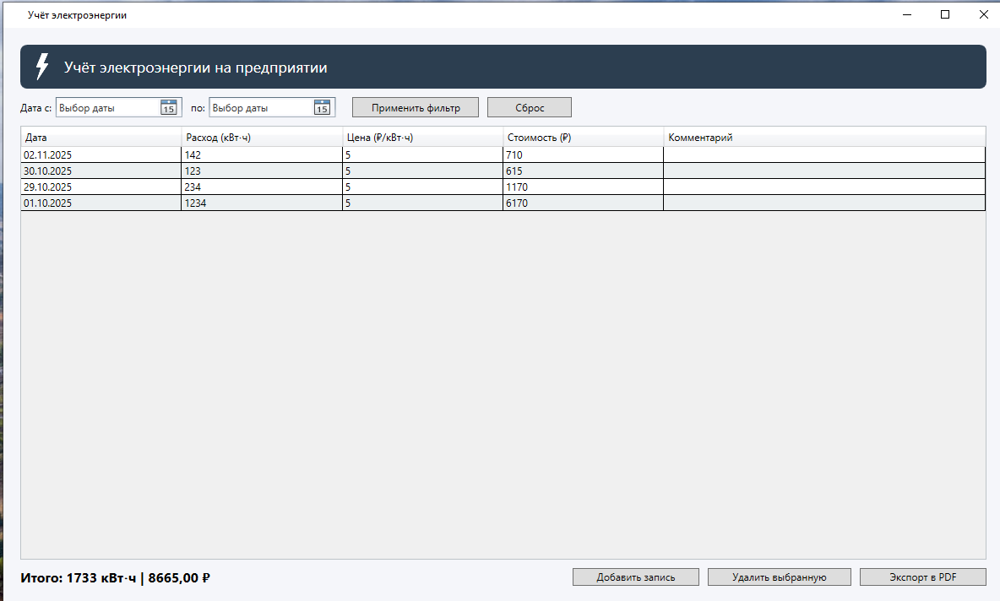 Учёт электроэнергии
Учёт электроэнергии на предприятии
Дата с: Выбор даты 15 по: Выбор даты 15 Применить фильтр Сброс
Дата Расход (кВт·ч) Цена (₽/кВт·ч) Стоимость (₽) Комментарий
02.11.2025 142 5 710
30.10.2025 123 5 615
29.10.2025 234 5 1170
01.10.2025 1234 5 6170
Итого: 1733 кВт·ч | 8665,00 ₽ Добавить запись Удалить выбранную Экспорт в PDF